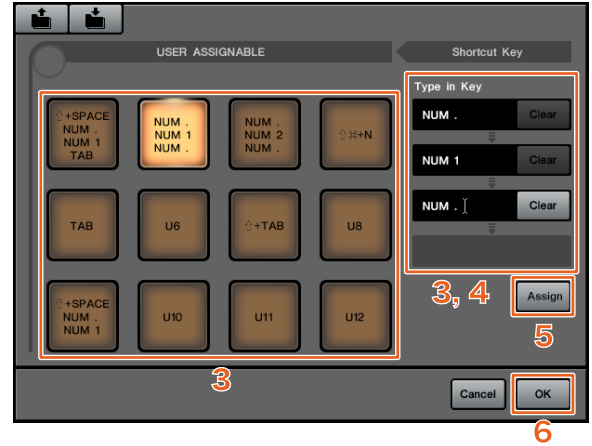 USER ASSIGNABLE
Shortcut Key
Type in Key
⇧+SPACE
NUM .
NUM 1
TAB
NUM .
NUM 1
NUM .
NUM .
NUM 2
NUM .
⇧⌘+N
NUM .
Clear
NUM 1
Clear
NUM .
Clear
TAB
U6
⇧+TAB
U8
3, 4
Assign
5
⇧+SPACE
NUM .
NUM 1
U10
U11
U12
3
Cancel
OK
6